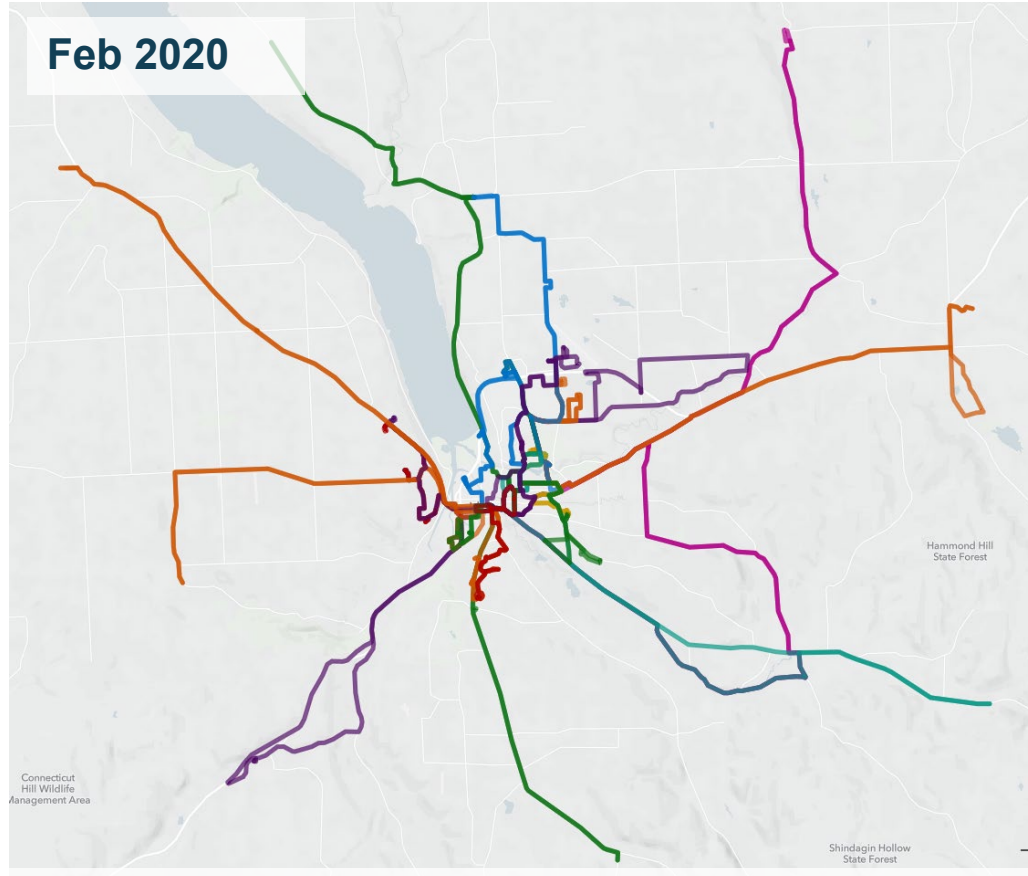 Feb 2020
Hammond Hill
State Forest
Connecticut
Hill Wildlife
Management Area
Shindagin Hollow
State Forest